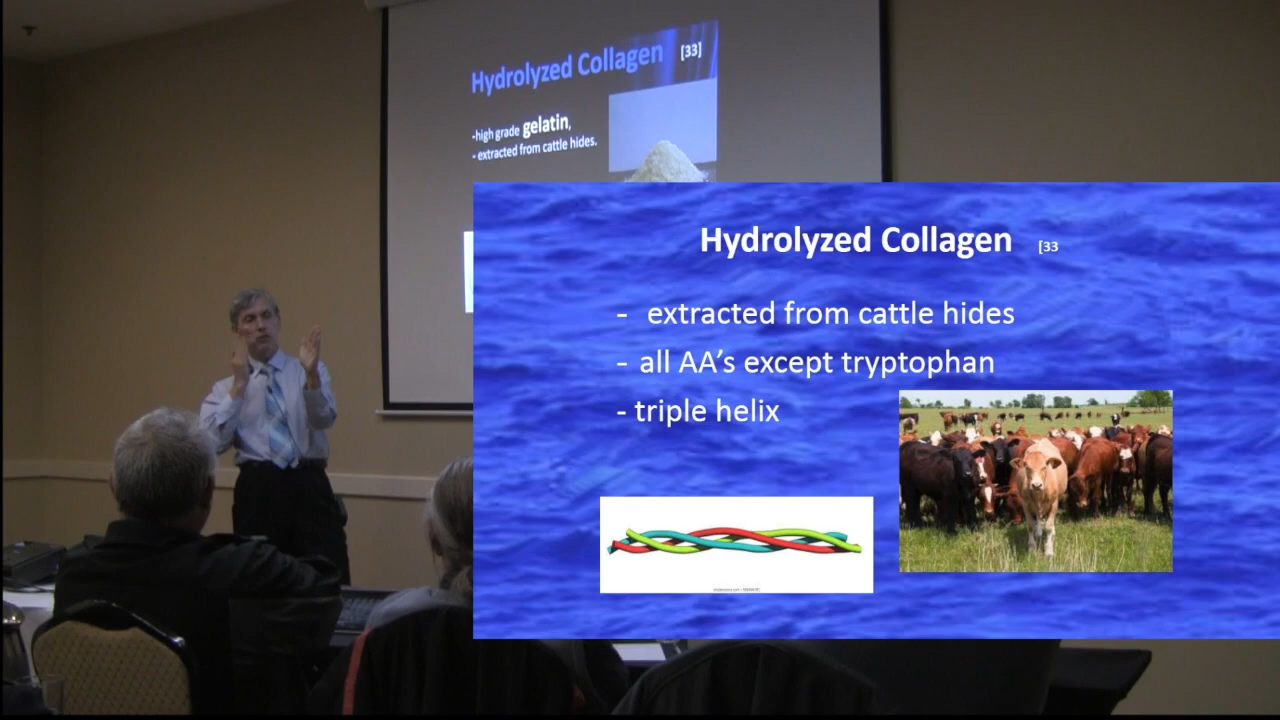 Hydrolyzed Collagen [33]
-high grade gelatin,
- extracted from cattle hides.
Hydrolyzed Collagen [33
- extracted from cattle hides
- all AA's except tryptophan
- triple helix